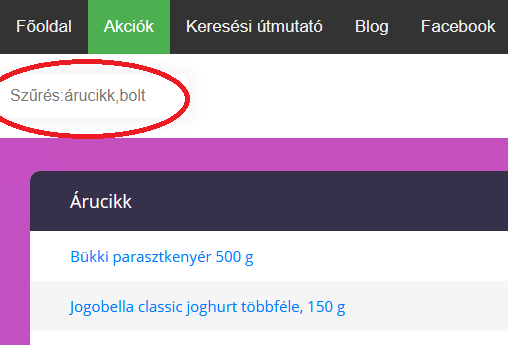 Főoldal Akciók Keresési útmutató Blog Facebook
Szűrés:árucikk,bolt
Árucikk
Bükki parasztkenyér 500 g
Jogobella classic joghurt többféle, 150 g